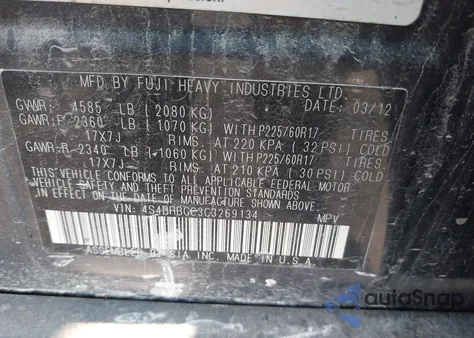 MFD BY FUJI HEAVY INDUSTRIES LTD.
GVWR: 4585 LB (2080 KG) DATE: 03/12
GAWR:F 2360 LB (1070 KG) WITH P225/60R17 TIRES
17X7J RIMS, AT 220 KPA (32 PSI) COLD
GAWR:R 2340 LB (1060 KG) WITH P225/60R17 TIRES
17X7J RIMS, AT 210 KPA (30 PSI) COLD
THIS VEHICLE CONFORMS TO ALL APPLICABLE FEDERAL MOTOR
VEHICLE SAFETY AND THEFT PREVENTION STANDARDS
IN EFFECT ON THE DATE OF MANUFACTURE SHOWN ABOVE.
VIN: MPV
ASSEMBLED BY SIA, INC. MADE IN U.S.A
autoSnap